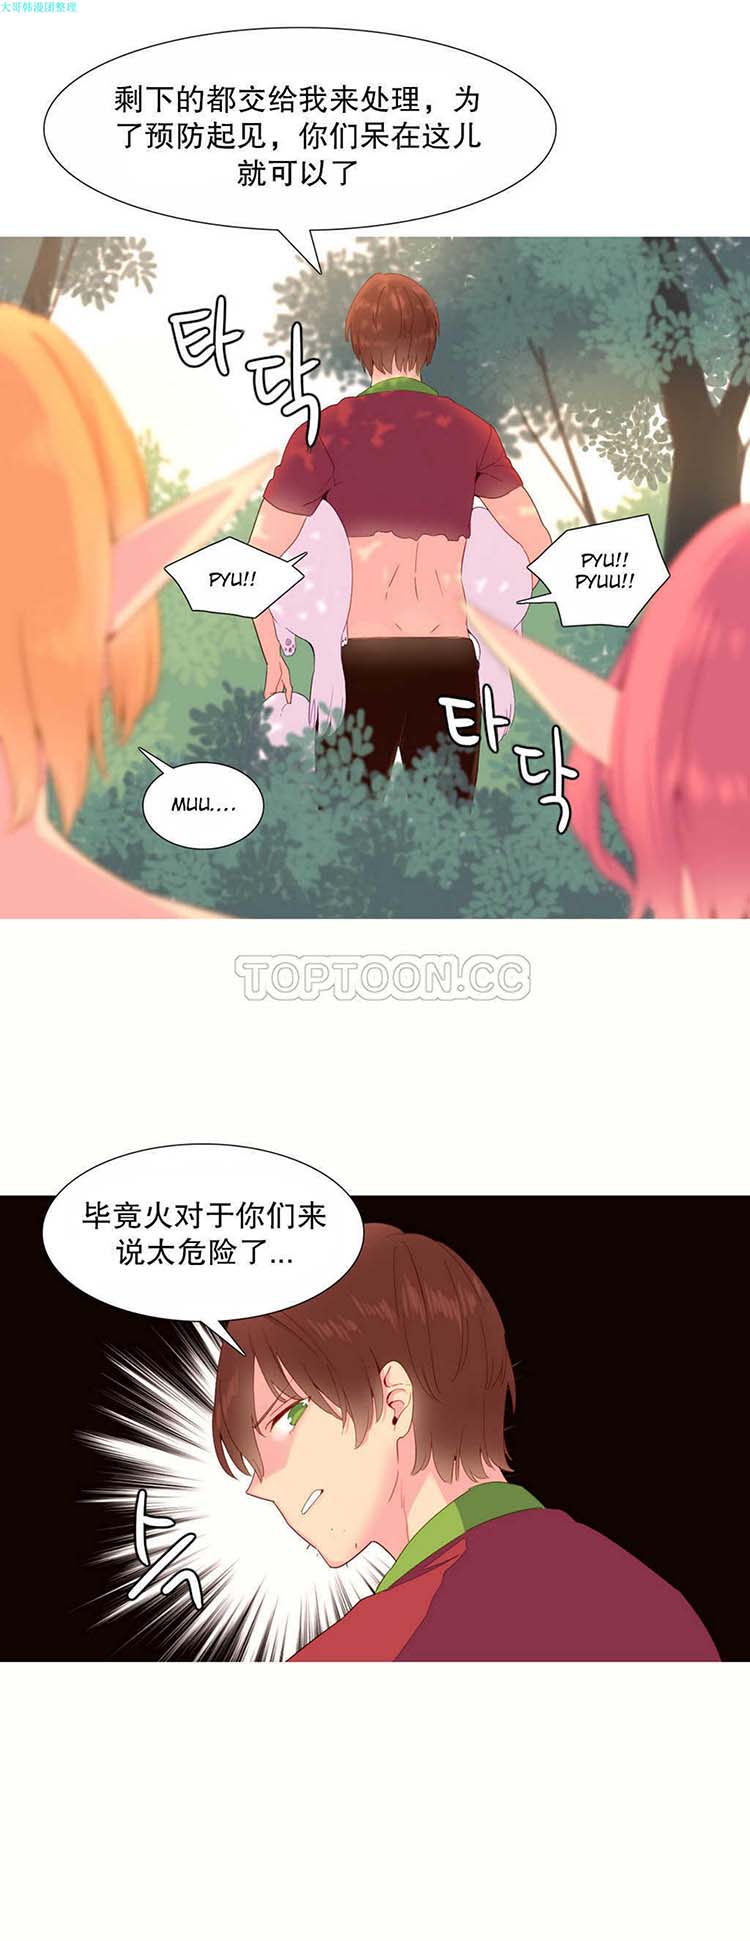 大哥韩漫团整理
剩下的都交给我来处理，为
了预防起见，你们呆在这儿
就可以了
타
닥
PYU!!
PYU!!
PYUU!!
타
닥
MUU....
TOPTOON.CC
毕竟火对于你们来
说太危险了...
슥